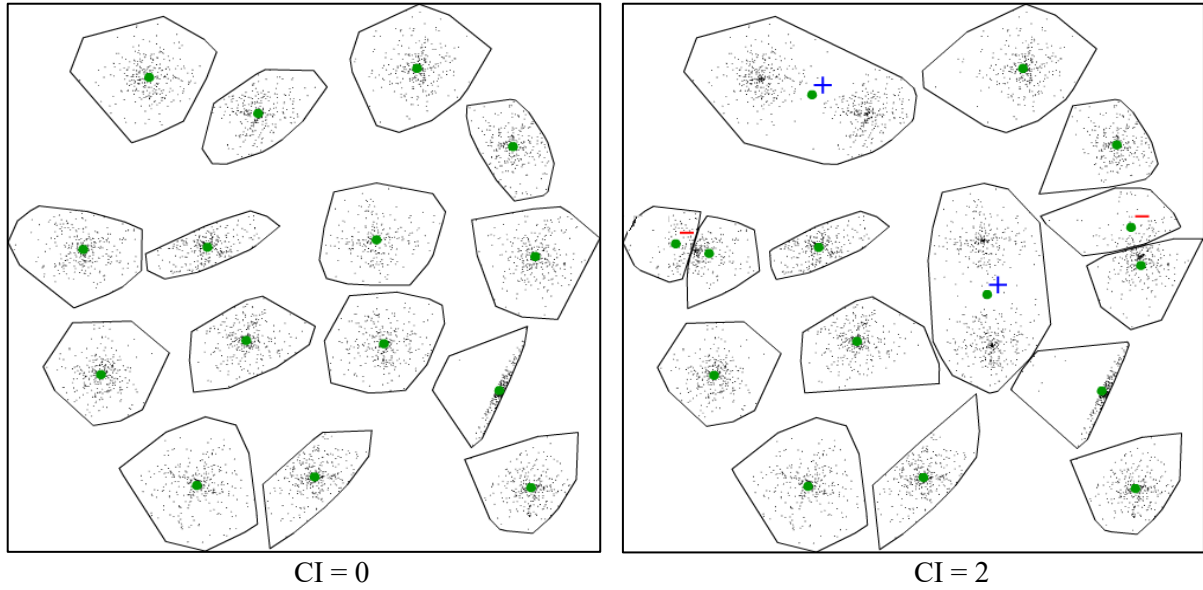 CI = 0
CI = 2